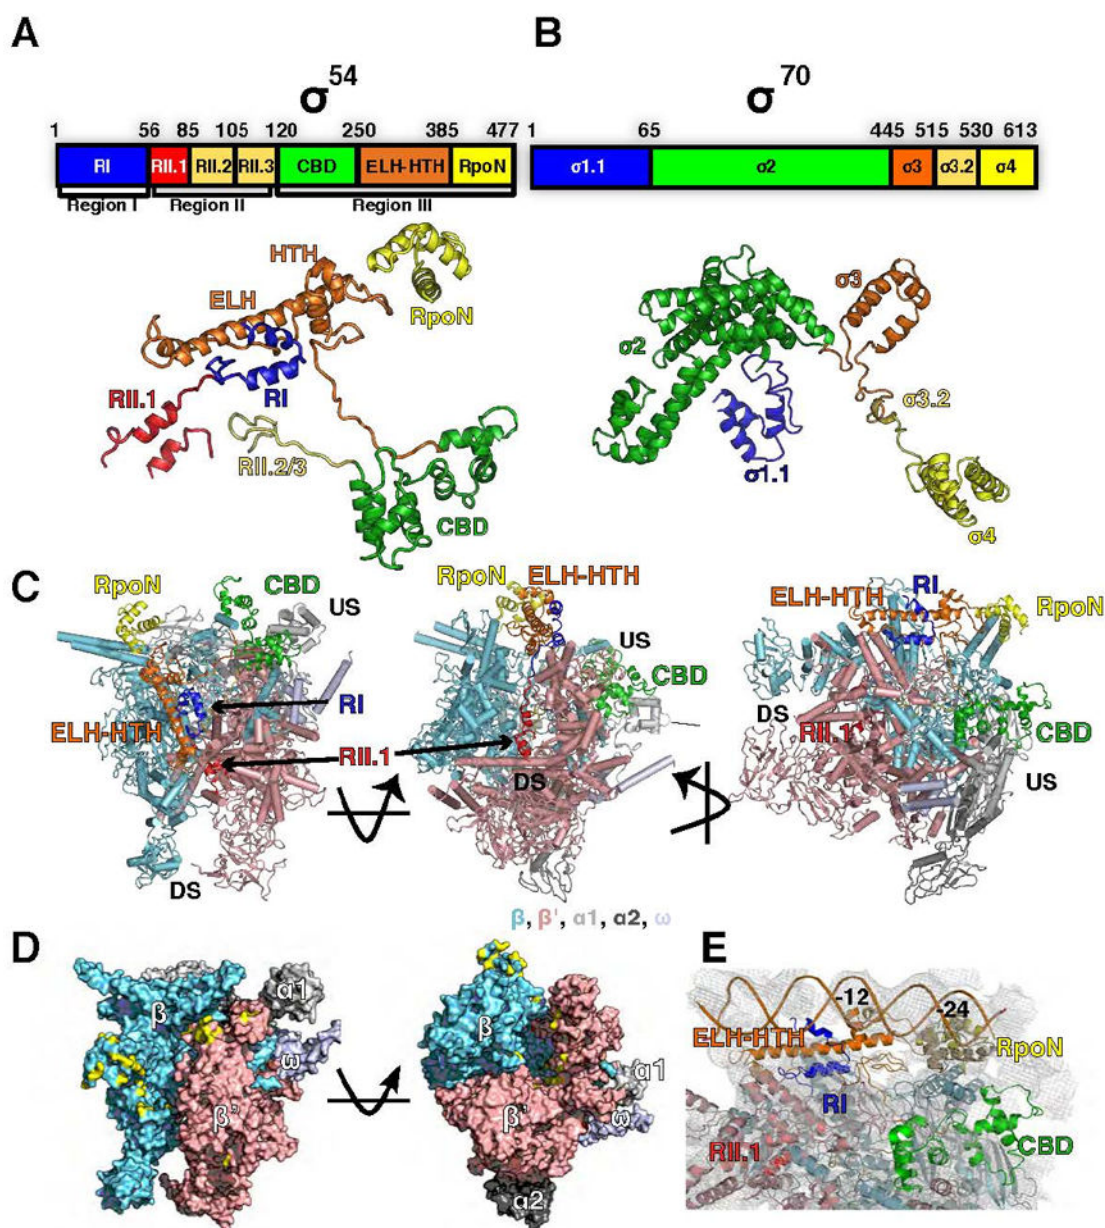 A
B
σ54
σ70
1 56 85 105 120 250 385 477
1 65 445 515 530 613
RI RII.1 RII.2 RII.3 CBD ELH-HTH RpoN
σ1.1 σ2 σ3 σ3.2 σ4
Region I Region II Region III
HTH
ELH
RpoN
RII.1
RI
RII.2/3
CBD
σ3
σ2
σ3.2
σ1.1
σ4
C
RpoN
CBD
US
RI
ELH-HTH
RII.1
DS
RpoN
ELH-HTH
US
CBD
DS
RI
ELH-HTH
RpoN
DS
RII.1
CBD
US
β, β', α1, α2, ω
D
β
α1
ω
β'
β
α1
β'
ω
α2
E
-12
-24
ELH-HTH
RpoN
RI
RII.1
CBD